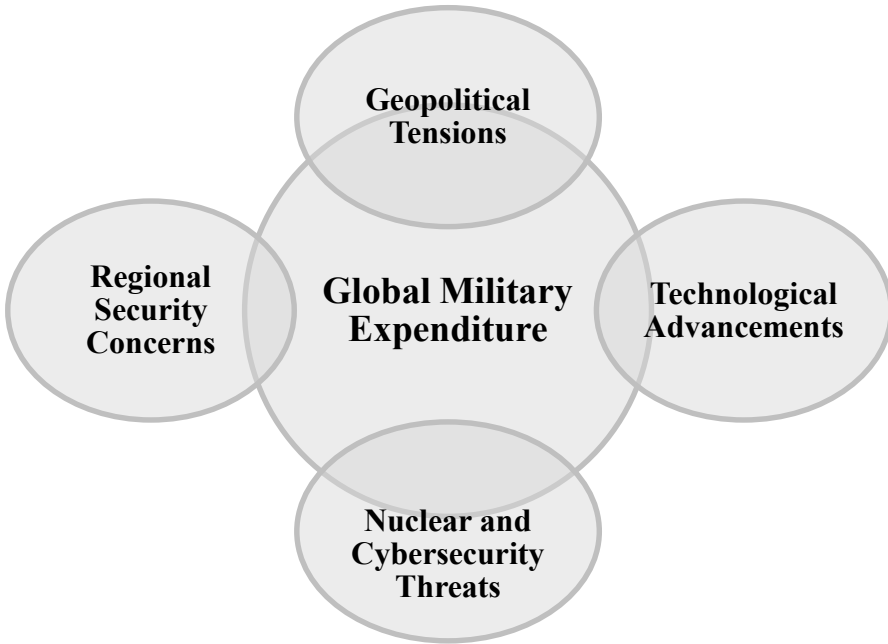 Geopolitical
Tensions
Regional
Security
Concerns
Global Military
Expenditure
Technological
Advancements
Nuclear and
Cybersecurity
Threats